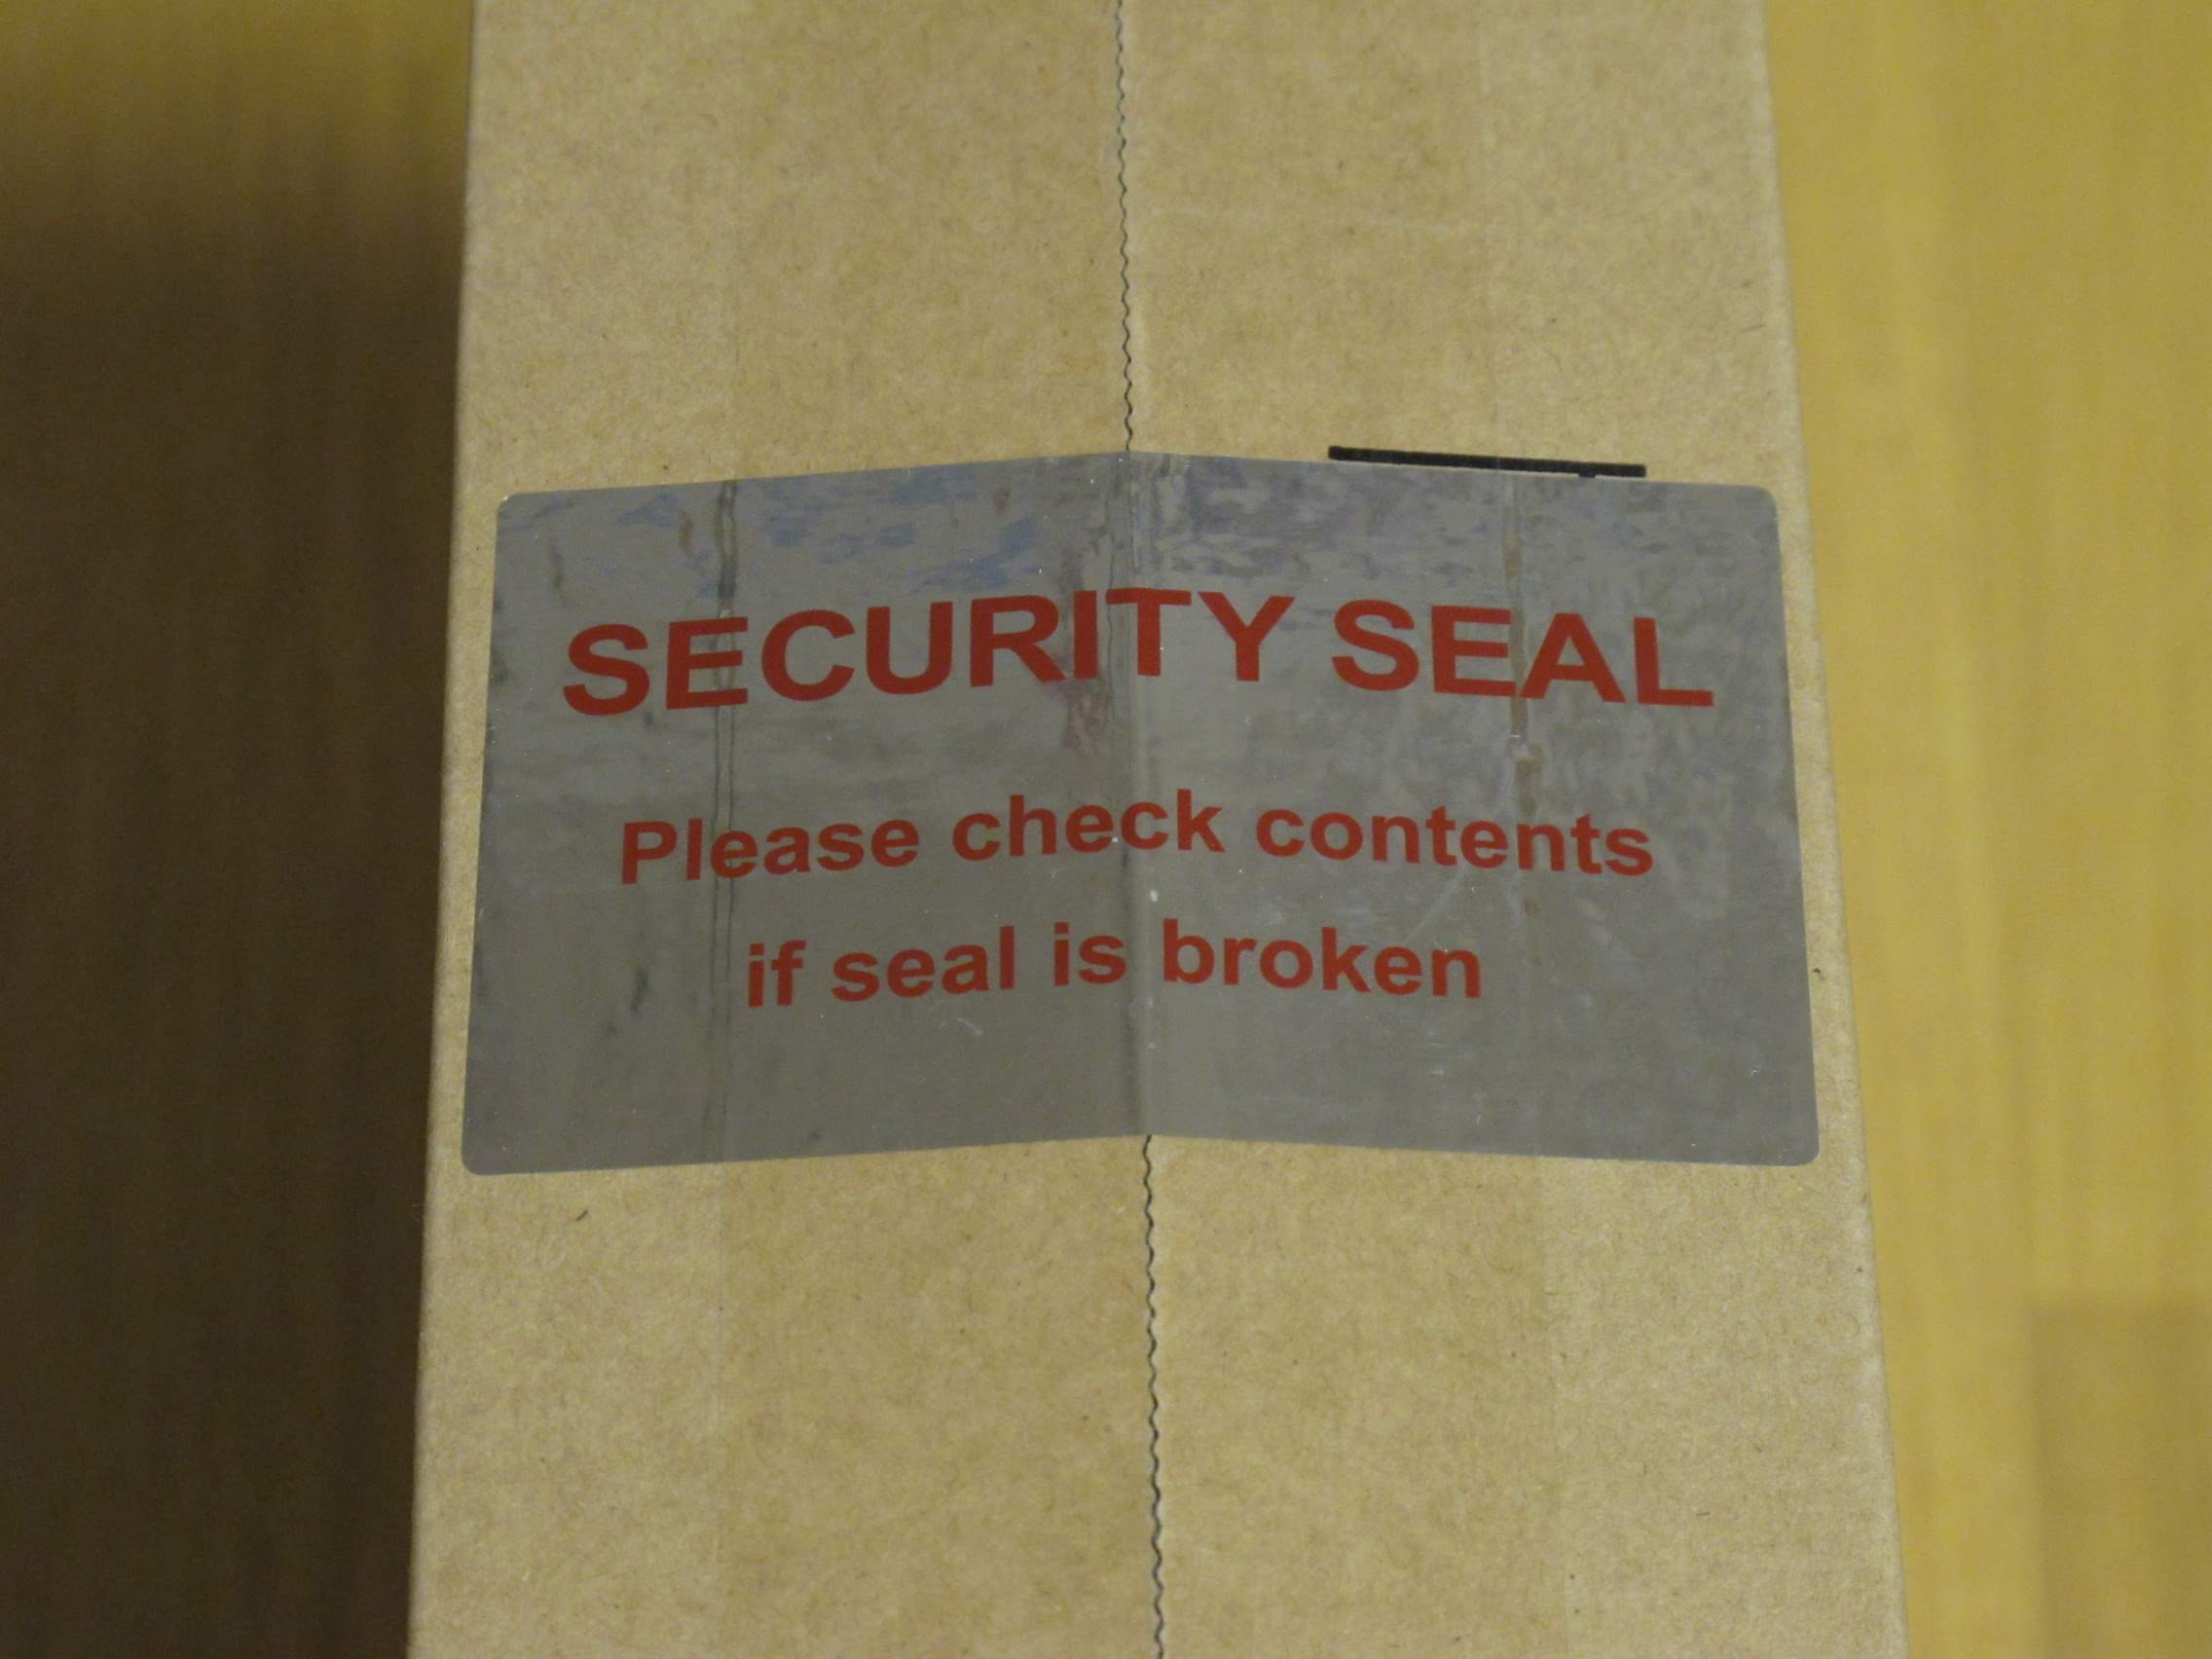 SECURITY SEAL
Please check contents
if seal is broken